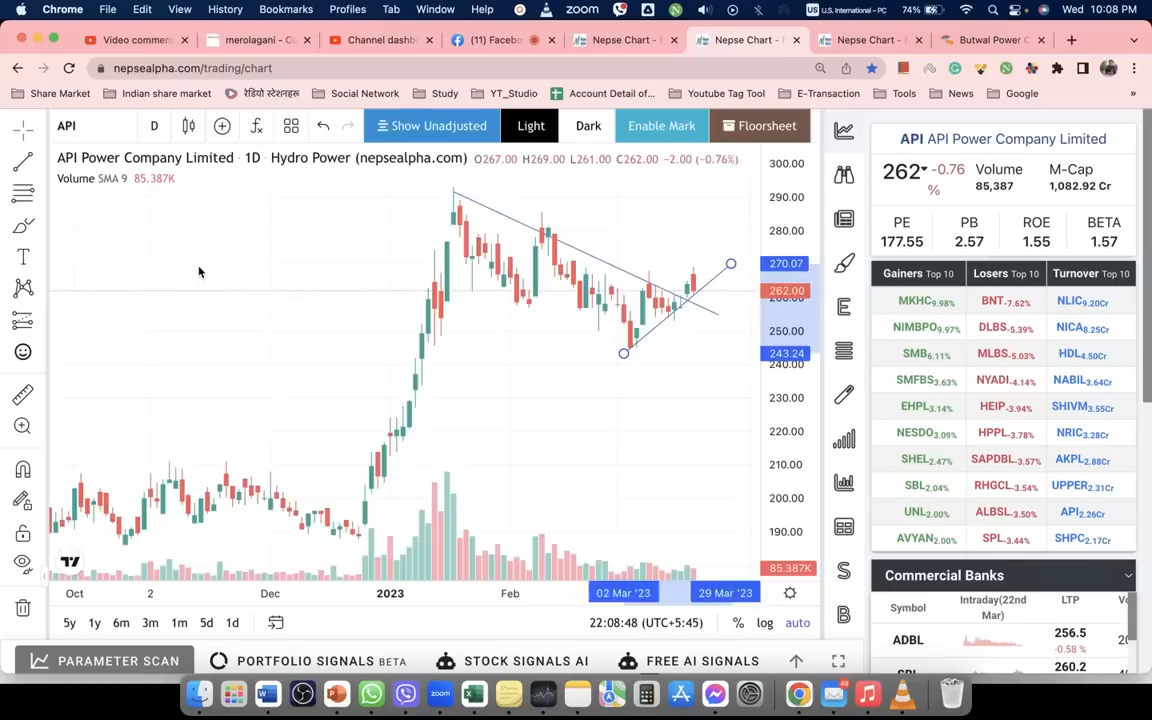 Chrome File Edit View History Bookmarks Profiles Tab Window Help zoom U.S. International – PC 74% Wed 10:08 PM
Video commen merolagani - Co Channel dashb (11) Facebo Nepse Chart - Nepse Chart - Nepse Chart - Butwal Power C
nepsealpha.com/trading/chart
Share Market Indian share market रेडियो स्टेशनहरू Social Network Study YT_Studio Account Detail of... Youtube Tag Tool E-Transaction Tools News Google »
API D Show Unadjusted Light Dark Enable Mark Floorsheet
API Power Company Limited · 1D · Hydro Power (nepsealpha.com) O267.00 H269.00 L261.00 C262.00 -2.00 (-0.76%)
Volume SMA 9 85.387K
300.00
290.00
280.00
270.07
262.00
260.00
250.00
243.24
240.00
230.00
220.00
210.00
200.00
190.00
85.387K
Oct 2 Dec 2023 Feb 02 Mar '23 29 Mar '23
5y 1y 6m 3m 1m 5d 1d 22:08:48 (UTC+5:45) % log auto
PARAMETER SCAN PORTFOLIO SIGNALS BETA STOCK SIGNALS AI FREE AI SIGNALS
E
S
B
API API Power Company Limited
262 -0.76 % Volume 85,387 M-Cap 1,082.92 Cr
PE PB ROE BETA
177.55 2.57 1.55 1.57
Gainers Top 10 Losers Top 10 Turnover Top 10
MKHC9.98% BNT-7.62% NLIC9.20Cr
NIMBPO9.97% DLBS-5.39% NICA8.25Cr
SMB6.11% MLBS-5.03% HDL4.50Cr
SMFBS3.63% NYADI-4.14% NABIL3.64Cr
EHPL3.14% HEIP-3.94% SHIVM3.55Cr
NESDO3.09% HPPL-3.78% NRIC3.28Cr
SHEL2.47% SAPDBL-3.57% AKPL2.88Cr
SBL2.04% RHGCL-3.54% UPPER2.31Cr
UNL2.00% ALBSL-3.50% API2.26Cr
AVYAN2.00% SPL-3.44% SHPC2.17Cr
Commercial Banks
Symbol Intraday(22nd Mar) LTP
ADBL 256.5
-0.58 %
260.2
zoom 49